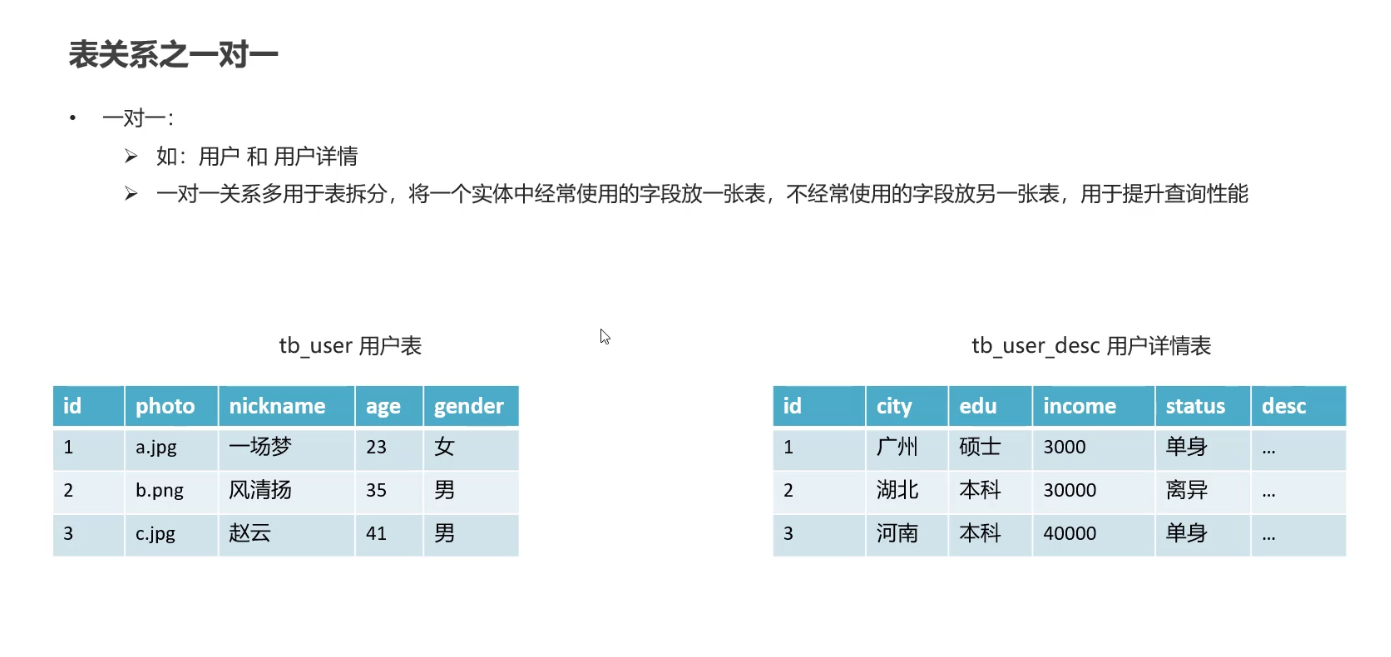 表关系之一对一
• 一对一：
➢ 如：用户 和 用户详情
➢ 一对一关系多用于表拆分，将一个实体中经常使用的字段放一张表，不经常使用的字段放另一张表，用于提升查询性能
tb_user 用户表
id photo nickname age gender
1 a.jpg 一场梦 23 女
2 b.png 风清扬 35 男
3 c.jpg 赵云 41 男
tb_user_desc 用户详情表
id city edu income status desc
1 广州 硕士 3000 单身 ...
2 湖北 本科 30000 离异 ...
3 河南 本科 40000 单身 ...